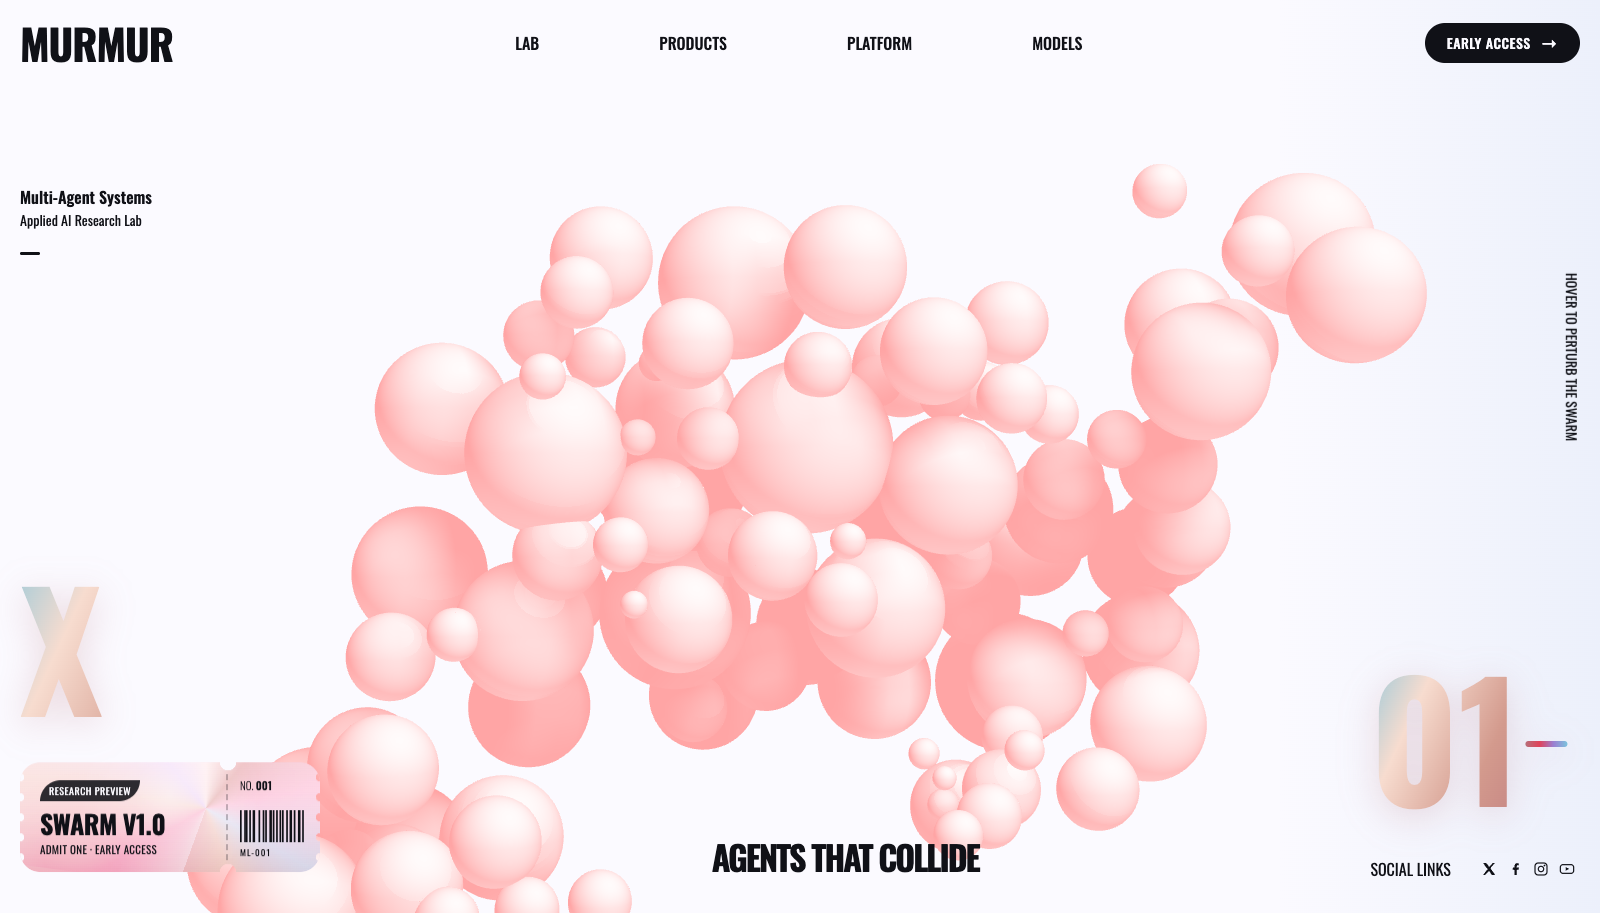 MURMUR
LAB
PRODUCTS
PLATFORM
MODELS
EARLY ACCESS →
Multi-Agent Systems
Applied AI Research Lab
HOVER TO PERTURB THE SWARM
X
01
RESEARCH PREVIEW
SWARM V1.0
ADMIT ONE · EARLY ACCESS
NO. 001
ML-001
AGENTS THAT COLLIDE
SOCIAL LINKS